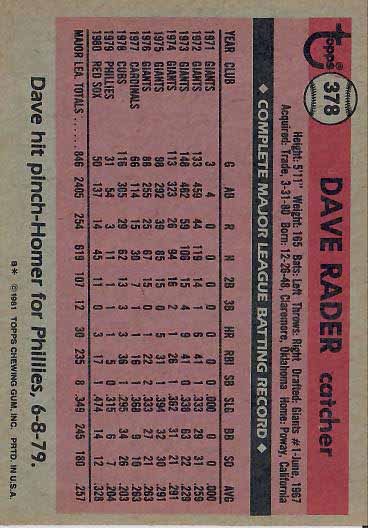 topps
378
DAVE RADER catcher
Height: 5'11" Weight: 165 Bats: Left Throws: Right Drafted: Giants #1-June, 1967
Acquired: Trade, 3-31-80 Born: 12-26-48, Claremore, Oklahoma Home: Poway, California
◆ COMPLETE MAJOR LEAGUE BATTING RECORD ◆
YEAR CLUB G AB R H 2B 3B HR RBI SB SLG BB SO AVG
1971 GIANTS 3 4 0 0 0 0 0 0 0 .000 0 0 .000
1972 GIANTS 133 459 44 119 14 1 6 41 1 .333 29 31 .259
1973 GIANTS 148 462 59 106 15 4 9 41 0 .338 63 22 .229
1974 GIANTS 113 323 26 94 16 2 1 26 1 .362 31 21 .291
1975 GIANTS 98 292 39 85 15 0 5 31 1 .394 32 30 .291
1976 GIANTS 88 255 25 67 15 0 1 22 2 .333 27 21 .263
1977 CARDINALS 66 114 15 30 7 1 1 16 1 .368 9 10 .263
1978 CUBS 116 305 29 62 13 3 3 36 1 .295 34 26 .203
1979 PHILLIES 31 54 3 11 1 1 1 5 0 .315 6 7 .204
1980 RED SOX 50 137 14 45 11 0 3 17 1 .474 14 12 .328
MAJOR LEA. TOTALS 846 2405 254 619 107 12 30 235 8 .349 245 180 .257
B* © 1981 TOPPS CHEWING GUM, INC. PRTD. IN U.S.A.
Dave hit pinch-Homer for Phillies, 6-8-79.